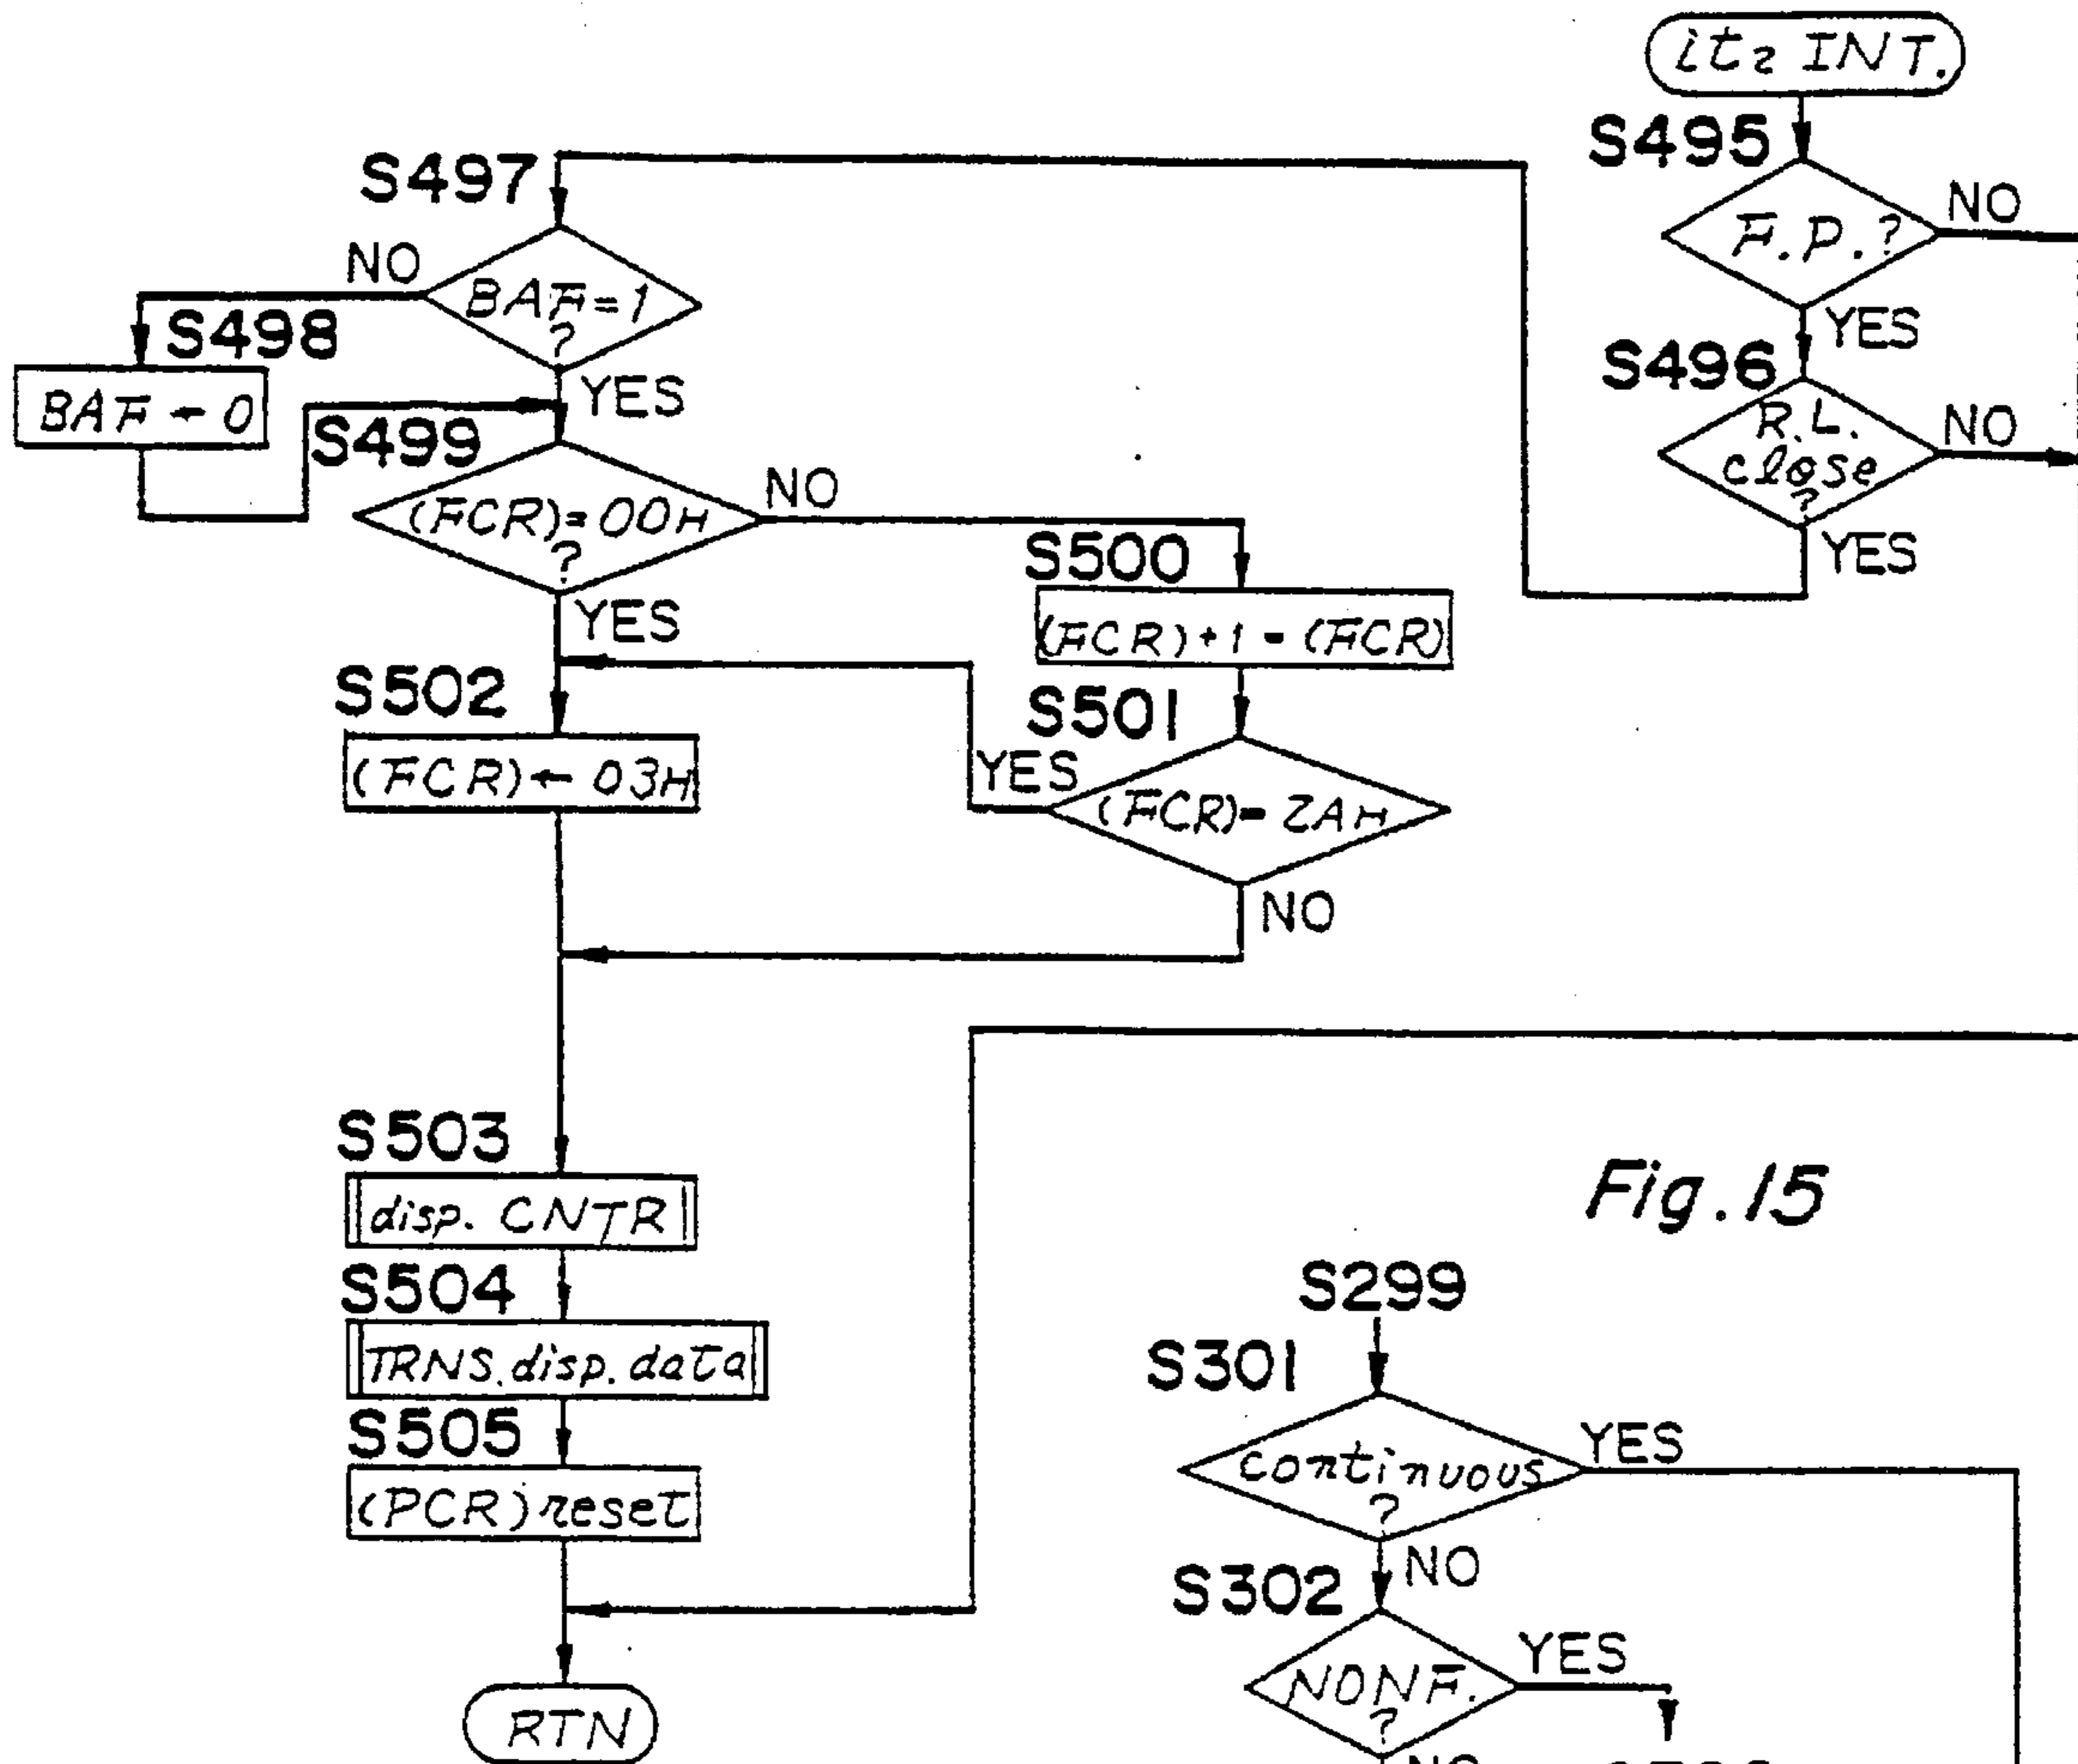 it2 INT.
S495
F.P.?
NO
YES
S496
R.L.
close
?
NO
YES
S497
BAF=1
?
NO
YES
S498
BAF ← 0
S499
(FCR)=00H
?
NO
YES
S500
(FCR)+1-(FCR)
S501
(FCR)-2AH
YES
NO
S502
(FCR)←03H
S503
disp. CNTR
S504
TRNS.disp.data
S505
(PCR)reset
RTN
Fig.15
S299
S301
continuous
?
YES
NO
S302
NONF.
?
YES
NO